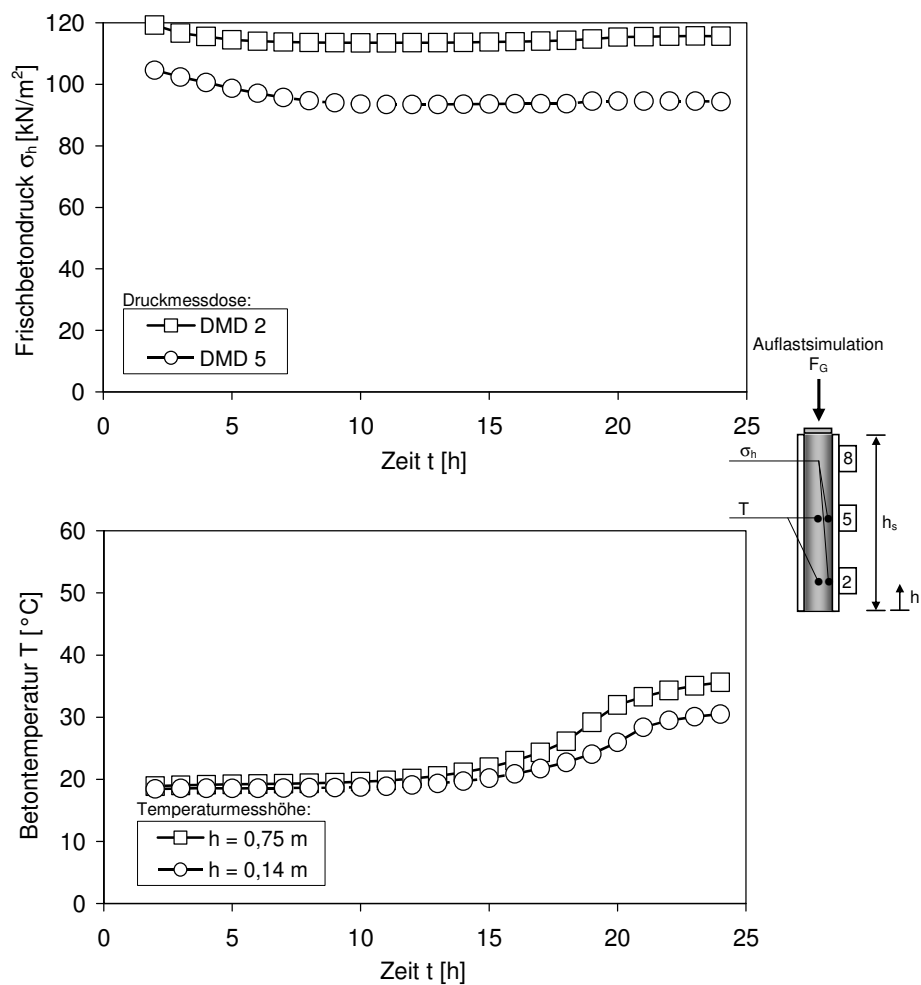 120
100
80
60
40
20
0
Frischbetondruck σh [kN/m²]
Druckmessdose:
DMD 2
DMD 5
0 5 10 15 20 25
Zeit t [h]
Auflastsimulation
FG
σh
8
T
5
hs
2
h
60
50
40
30
20
10
0
Betontemperatur T [°C]
Temperaturmesshöhe:
h = 0,75 m
h = 0,14 m
0 5 10 15 20 25
Zeit t [h]